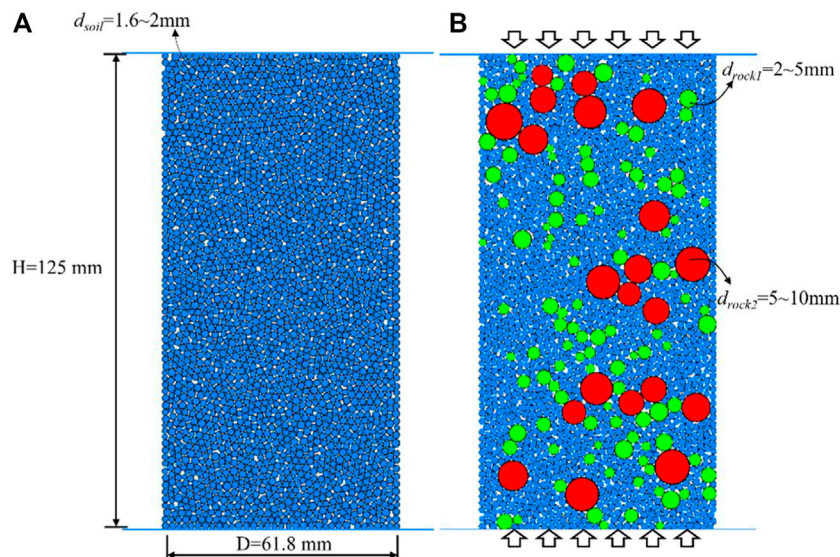 A
d_soil=1.6~2mm
H=125 mm
D=61.8 mm
B
d_rock1=2~5mm
d_rock2=5~10mm